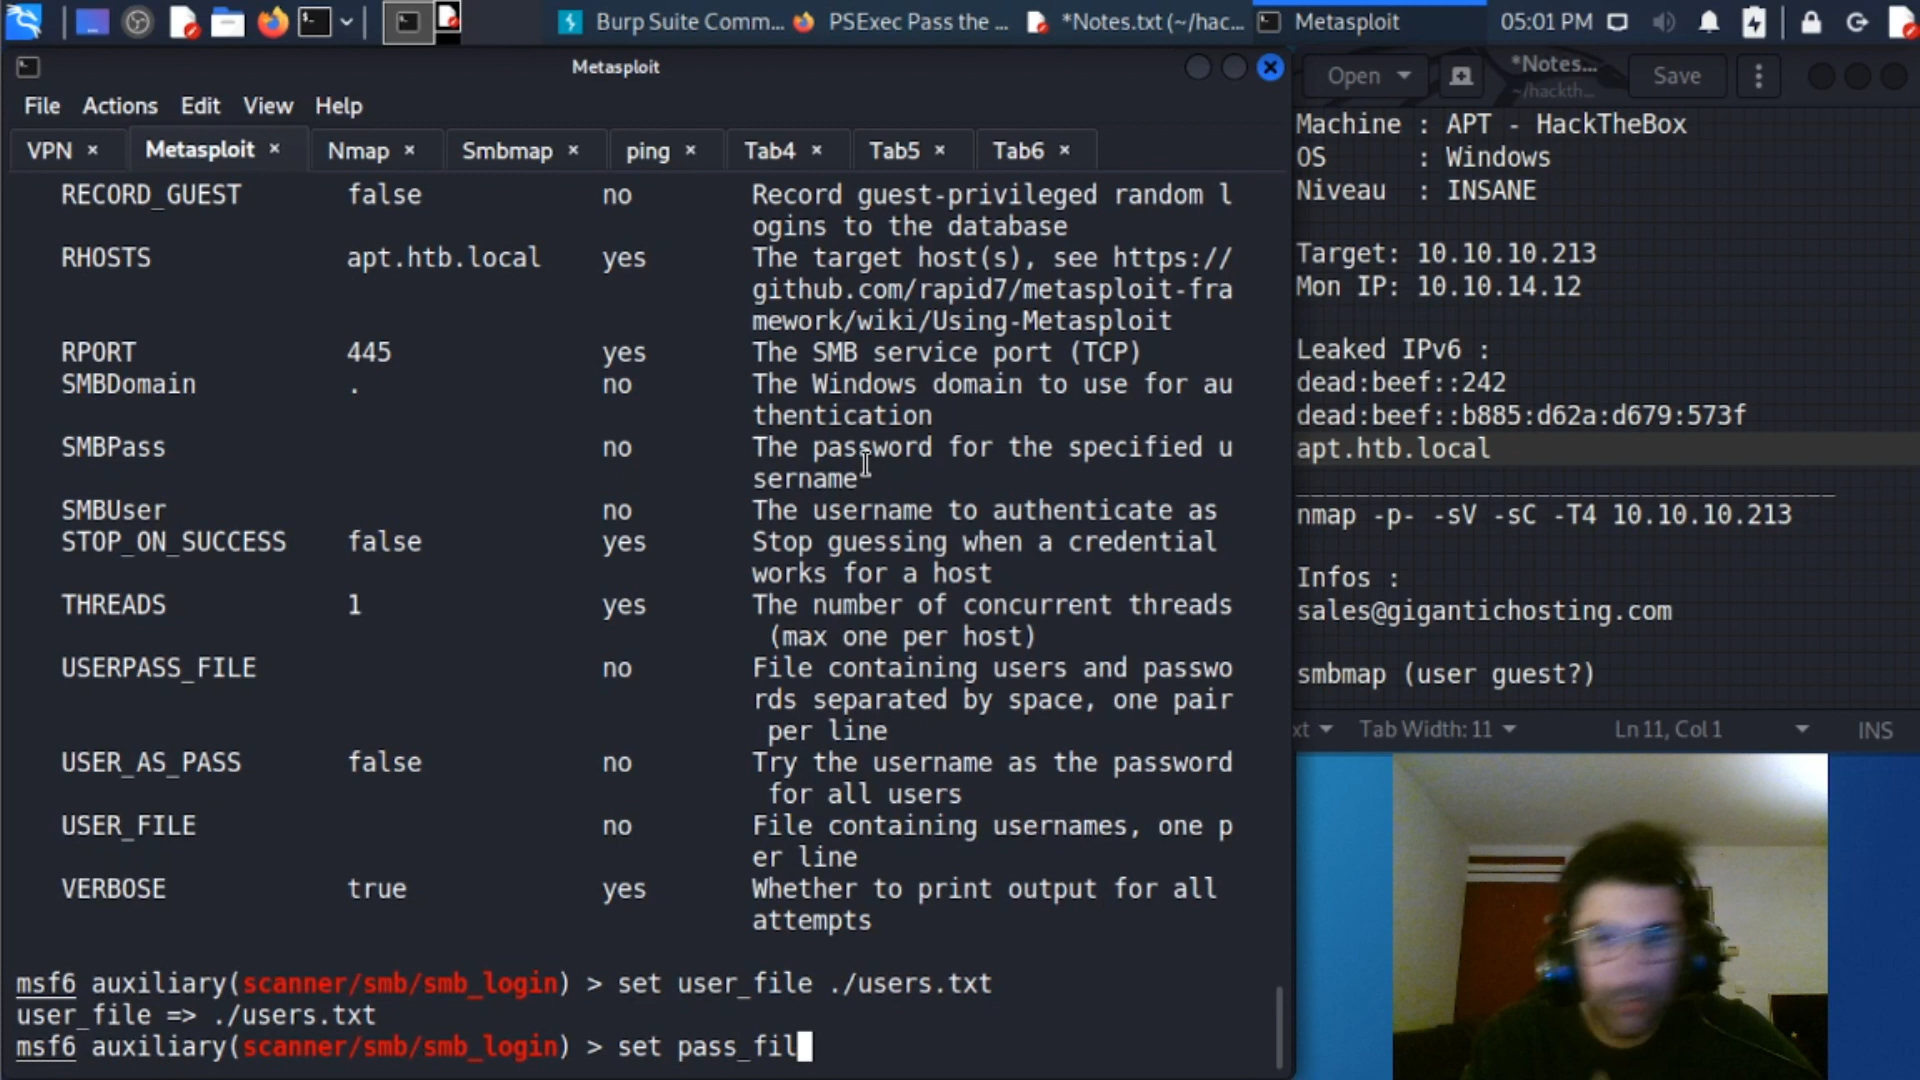 Burp Suite Comm...
PSExec Pass the ...
*Notes.txt (~/hac...
Metasploit
05:01 PM
Metasploit
File Actions Edit View Help
VPN × Metasploit × Nmap × Smbmap × ping × Tab4 × Tab5 × Tab6 ×
RECORD_GUEST false no Record guest-privileged random l
ogins to the database
RHOSTS apt.htb.local yes The target host(s), see https://
github.com/rapid7/metasploit-fra
mework/wiki/Using-Metasploit
RPORT 445 yes The SMB service port (TCP)
SMBDomain . no The Windows domain to use for au
thentication
SMBPass no The password for the specified u
sername
SMBUser no The username to authenticate as
STOP_ON_SUCCESS false yes Stop guessing when a credential
works for a host
THREADS 1 yes The number of concurrent threads
(max one per host)
USERPASS_FILE no File containing users and passwo
rds separated by space, one pair
per line
USER_AS_PASS false no Try the username as the password
for all users
USER_FILE no File containing usernames, one p
er line
VERBOSE true yes Whether to print output for all
attempts
msf6 auxiliary(scanner/smb/smb_login) > set user_file ./users.txt
user_file => ./users.txt
msf6 auxiliary(scanner/smb/smb_login) > set pass_fil
Open
*Notes...
~/hackth...
Save
Machine : APT - HackTheBox
OS : Windows
Niveau : INSANE
Target: 10.10.10.213
Mon IP: 10.10.14.12
Leaked IPv6 :
dead:beef::242
dead:beef::b885:d62a:d679:573f
apt.htb.local
____________________________________
nmap -p- -sV -sC -T4 10.10.10.213
Infos :
sales@gigantichosting.com
smbmap (user guest?)
xt Tab Width: 11 Ln 11, Col 1 INS